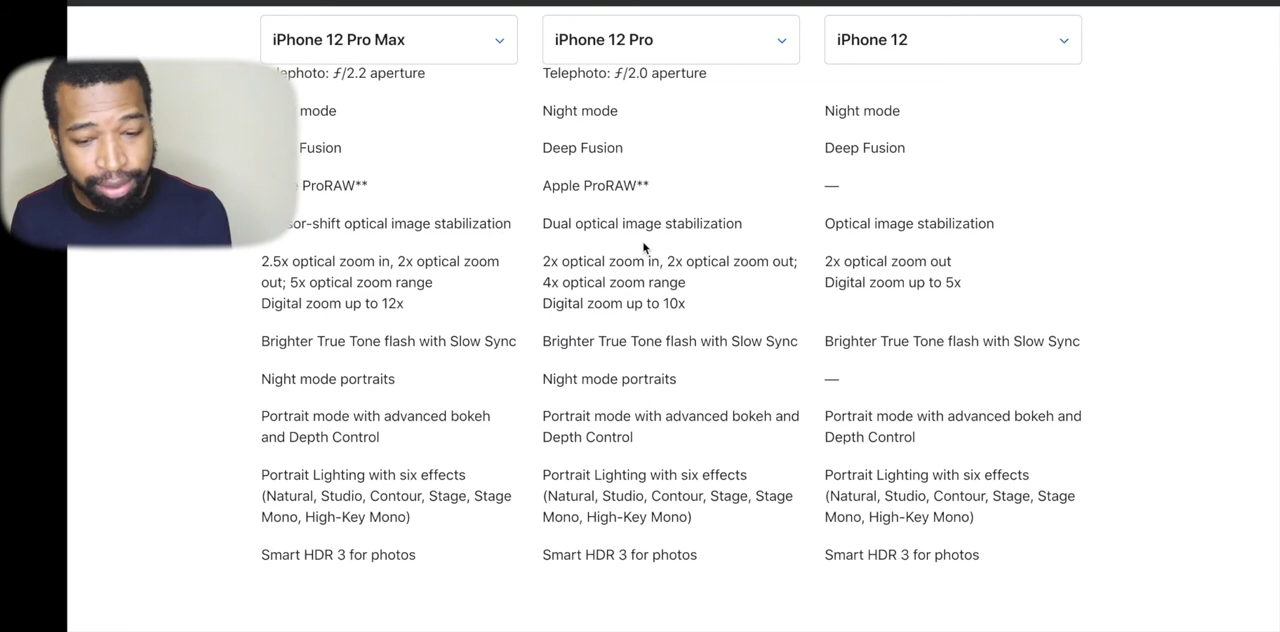 iPhone 12 Pro Max iPhone 12 Pro iPhone 12
ephoto: ƒ/2.2 aperture Telephoto: ƒ/2.0 aperture
mode Night mode Night mode
Fusion Deep Fusion Deep Fusion
ProRAW** Apple ProRAW** —
sor-shift optical image stabilization Dual optical image stabilization Optical image stabilization
2.5x optical zoom in, 2x optical zoom 2x optical zoom in, 2x optical zoom out; 2x optical zoom out
out; 5x optical zoom range 4x optical zoom range Digital zoom up to 5x
Digital zoom up to 12x Digital zoom up to 10x
Brighter True Tone flash with Slow Sync Brighter True Tone flash with Slow Sync Brighter True Tone flash with Slow Sync
Night mode portraits Night mode portraits —
Portrait mode with advanced bokeh Portrait mode with advanced bokeh and Portrait mode with advanced bokeh and
and Depth Control Depth Control Depth Control
Portrait Lighting with six effects Portrait Lighting with six effects Portrait Lighting with six effects
(Natural, Studio, Contour, Stage, Stage (Natural, Studio, Contour, Stage, Stage (Natural, Studio, Contour, Stage, Stage
Mono, High-Key Mono) Mono, High-Key Mono) Mono, High-Key Mono)
Smart HDR 3 for photos Smart HDR 3 for photos Smart HDR 3 for photos